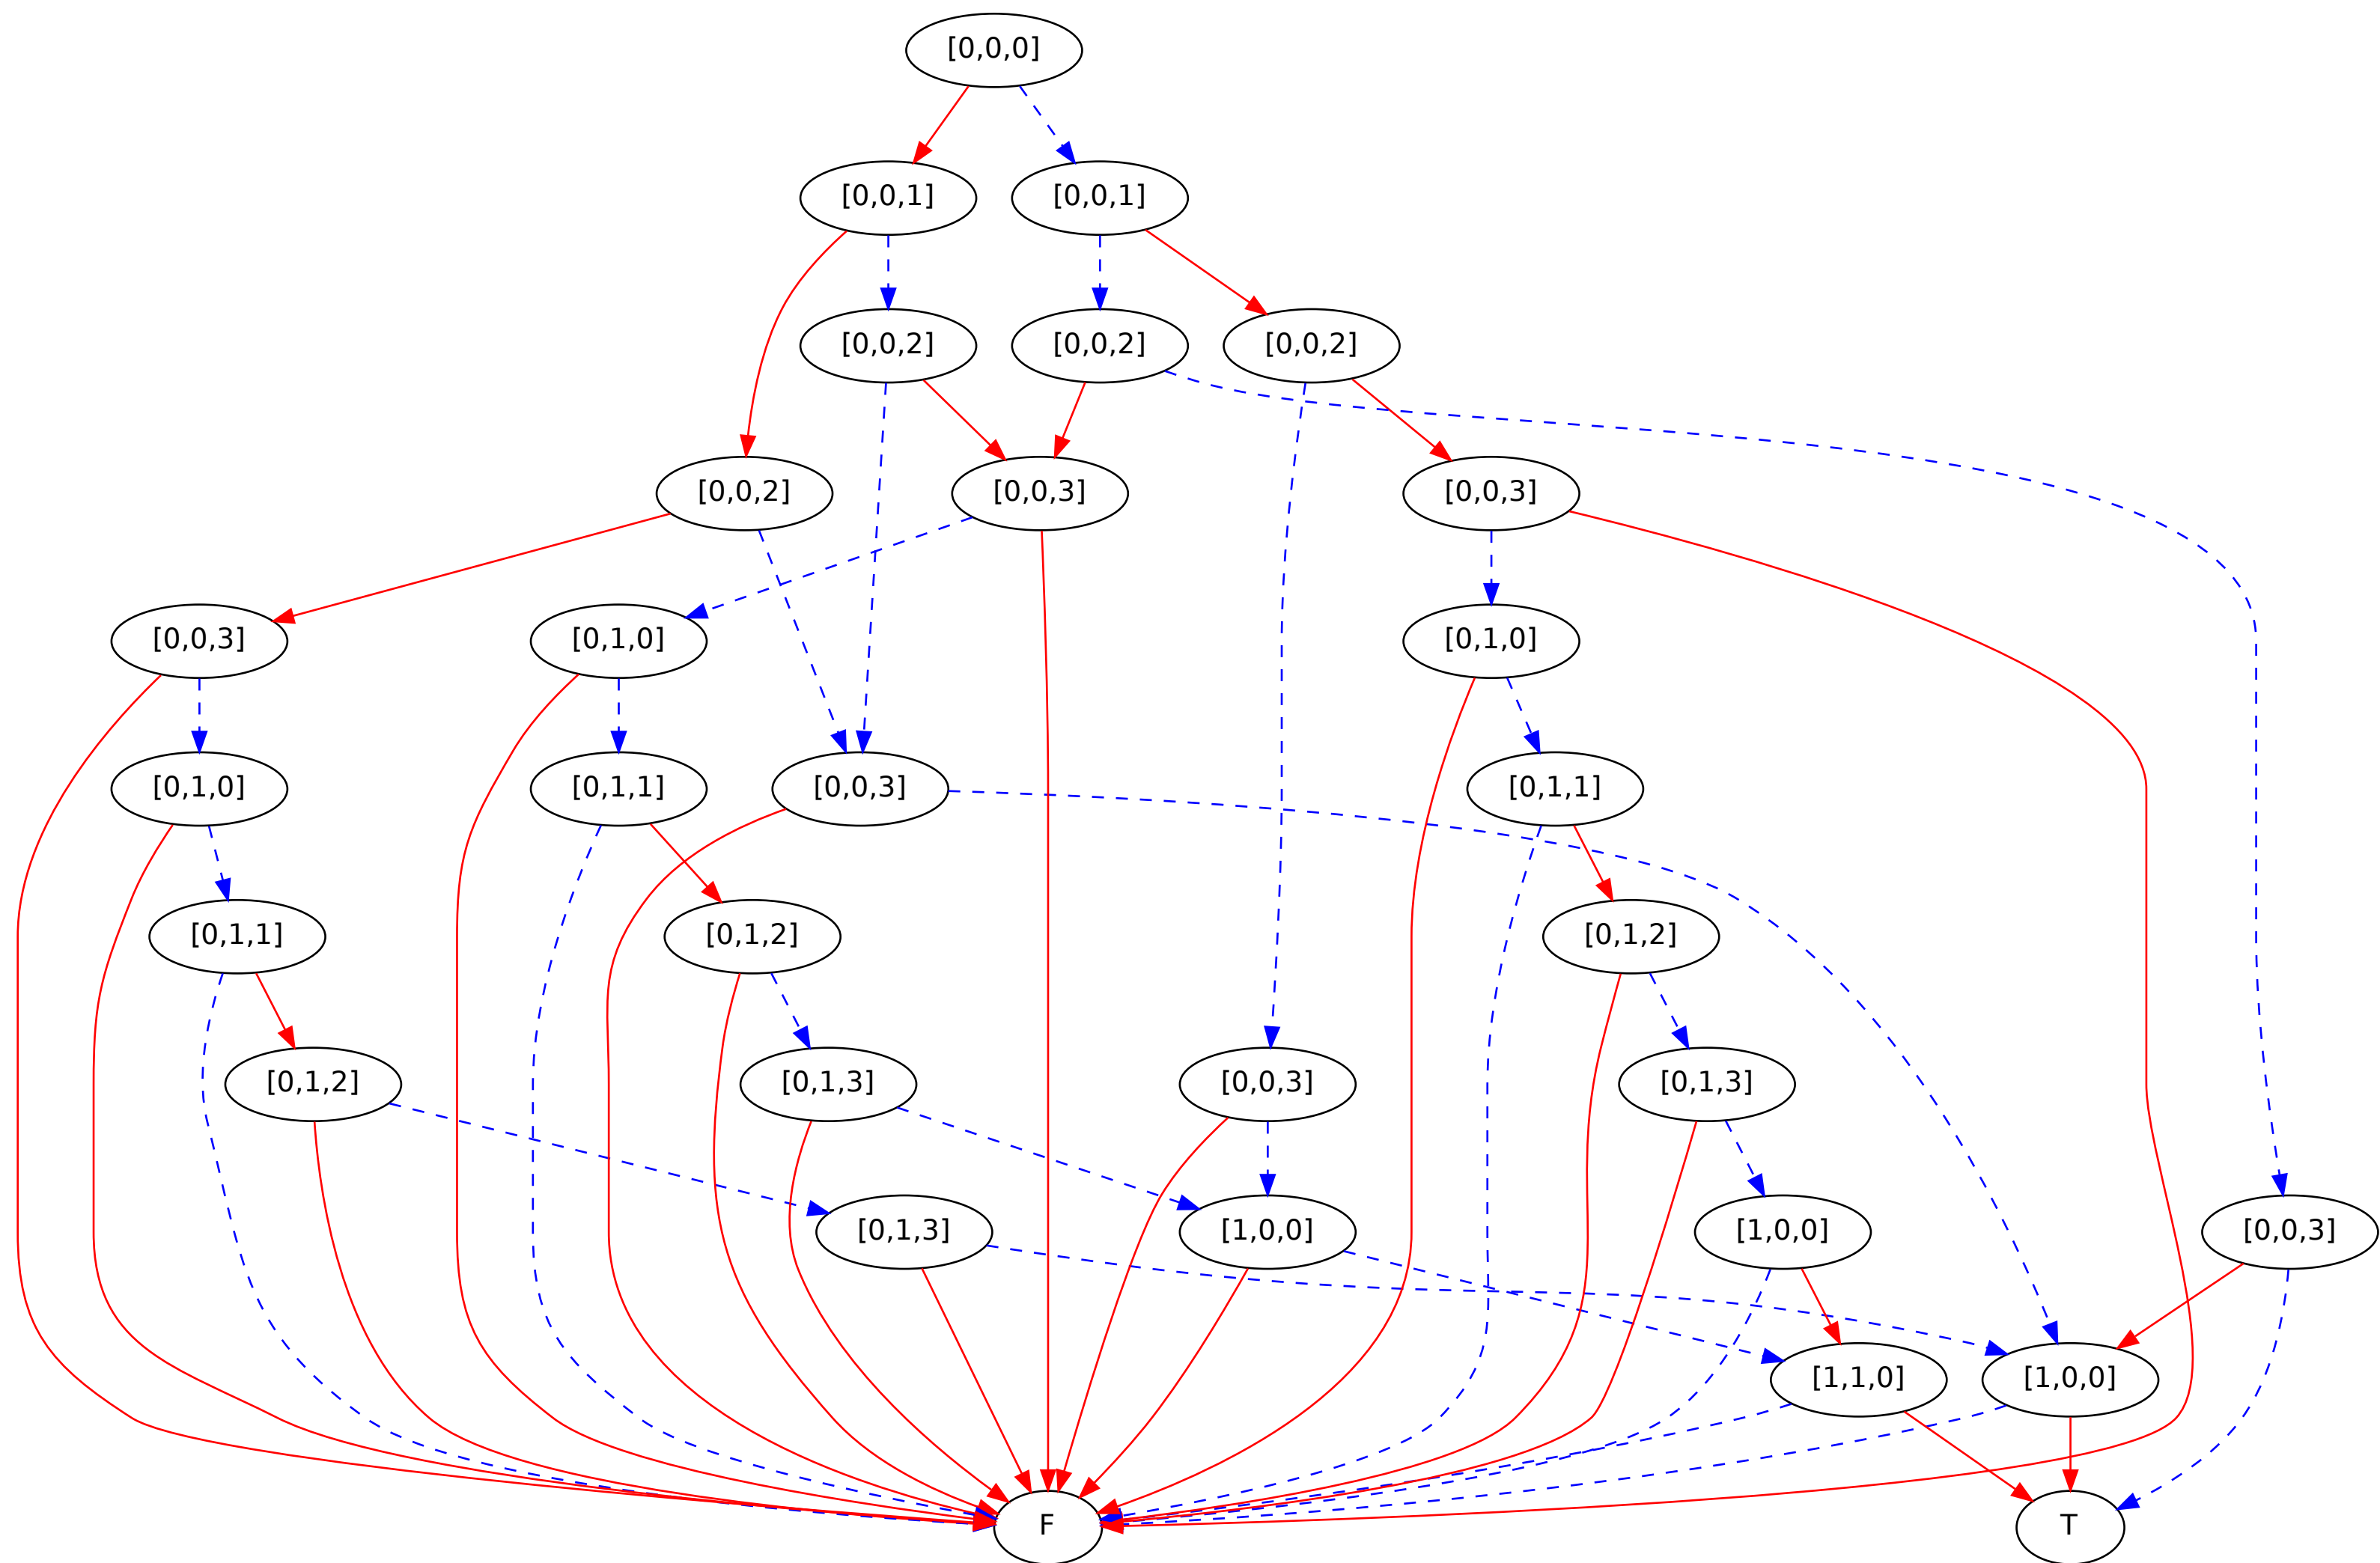 [0,0,0]
[0,0,1] [0,0,1]
[0,0,2] [0,0,2] [0,0,2]
[0,0,2] [0,0,3] [0,0,3]
[0,0,3] [0,1,0] [0,1,0]
[0,1,0] [0,1,1] [0,0,3] [0,1,1]
[0,1,1] [0,1,2] [0,1,2]
[0,1,2] [0,1,3] [0,0,3] [0,1,3]
[0,1,3] [1,0,0] [1,0,0] [0,0,3]
[1,1,0] [1,0,0]
F T